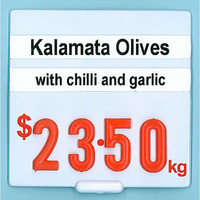 Kalamata Olives
with chilli and garlic
$23.50kg